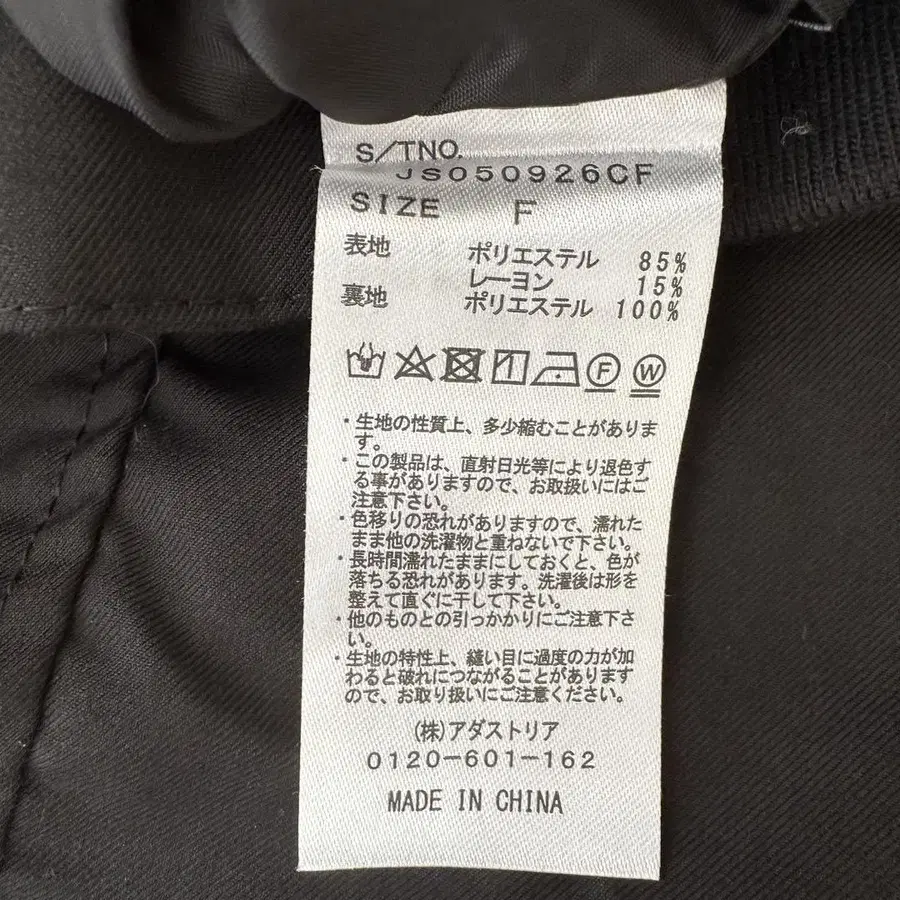 S/TNO.
JS050926CF
SIZE F
表地 ポリエステル 85%
レーヨン 15%
裏地 ポリエステル 100%
F W
・生地の性質上、多少縮むことがありま
す。
・この製品は、直射日光等により退色す
る事がありますので、お取扱いにはご
注意下さい。
・色移りの恐れがありますので、濡れた
まま他の洗濯物と重ねないで下さい。
・長時間濡れたままにしておくと、色が
落ちる恐れがあります。洗濯後は形を
整えて直ぐに干して下さい。
・他のものとの引っかかりにご注意下さ
い。
・生地の特性上、縫い目に過度の力が加
わると破れにつながることがあります
ので、お取り扱いにご注意ください。
(株)アダストリア
0120-601-162
MADE IN CHINA